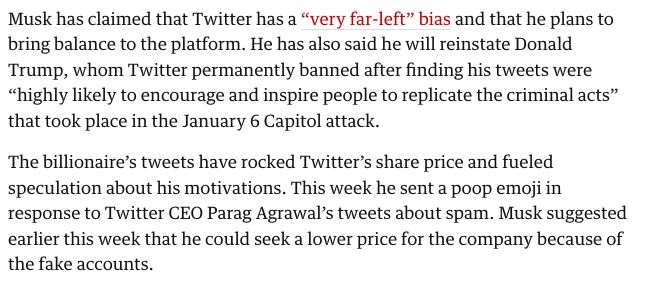 Musk has claimed that Twitter has a “very far-left” bias and that he plans to
bring balance to the platform. He has also said he will reinstate Donald
Trump, whom Twitter permanently banned after finding his tweets were
“highly likely to encourage and inspire people to replicate the criminal acts”
that took place in the January 6 Capitol attack.
The billionaire’s tweets have rocked Twitter’s share price and fueled
speculation about his motivations. This week he sent a poop emoji in
response to Twitter CEO Parag Agrawal’s tweets about spam. Musk suggested
earlier this week that he could seek a lower price for the company because of
the fake accounts.